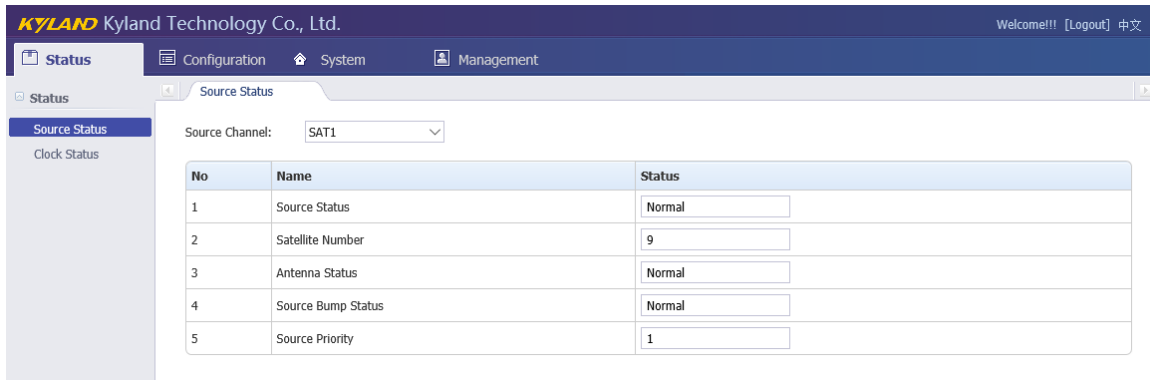 KYLAND Kyland Technology Co., Ltd.
Welcome!!! [Logout] 中文
Status Configuration System Management
Status
Source Status
Clock Status
Source Status
Source Channel: SAT1
No Name Status
1 Source Status Normal
2 Satellite Number 9
3 Antenna Status Normal
4 Source Bump Status Normal
5 Source Priority 1